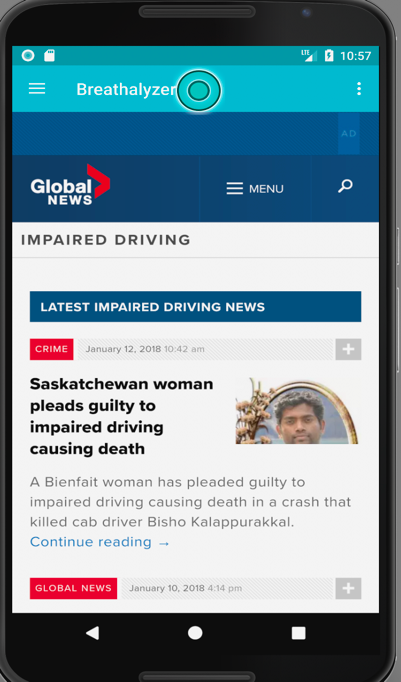 LTE 10:57
Breathalyzer
AD
Global
NEWS
MENU
IMPAIRED DRIVING
LATEST IMPAIRED DRIVING NEWS
CRIME January 12, 2018 10:42 am
Saskatchewan woman
pleads guilty to
impaired driving
causing death
A Bienfait woman has pleaded guilty to
impaired driving causing death in a crash that
killed cab driver Bisho Kalappurakkal.
Continue reading →
GLOBAL NEWS January 10, 2018 4:14 pm